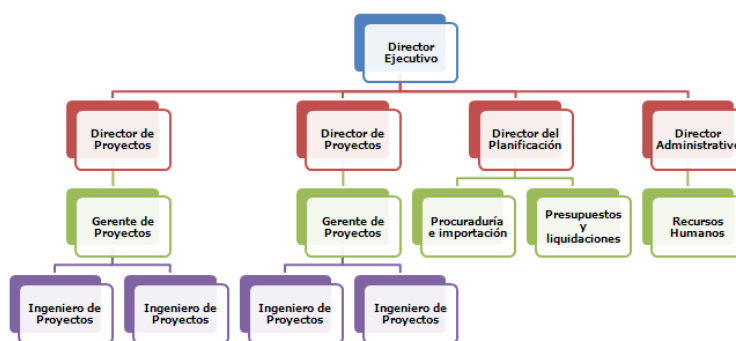 Director
Ejecutivo
Director de
Proyectos
Director de
Proyectos
Director del
Planificación
Director
Administrativo
Gerente de
Proyectos
Gerente de
Proyectos
Procuraduría
e importación
Presupuestos
y
liquidaciones
Recursos
Humanos
Ingeniero de
Proyectos
Ingeniero de
Proyectos
Ingeniero de
Proyectos
Ingeniero de
Proyectos